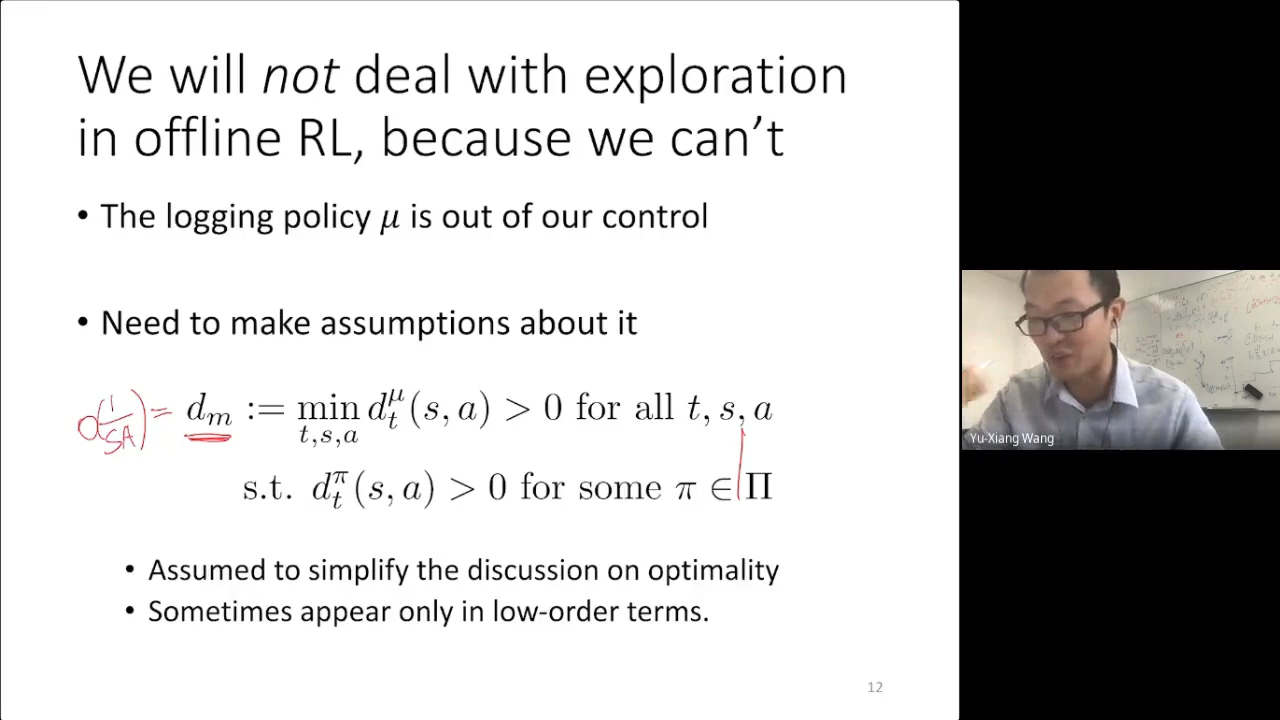 We will not deal with exploration
in offline RL, because we can’t
• The logging policy μ is out of our control
• Need to make assumptions about it
O(1/SA) = d_m := min_{t,s,a} d_t^μ(s, a) > 0 for all t, s, a
s.t. d_t^π(s, a) > 0 for some π ∈ Π
• Assumed to simplify the discussion on optimality
• Sometimes appear only in low-order terms.
12
Yu-Xiang Wang